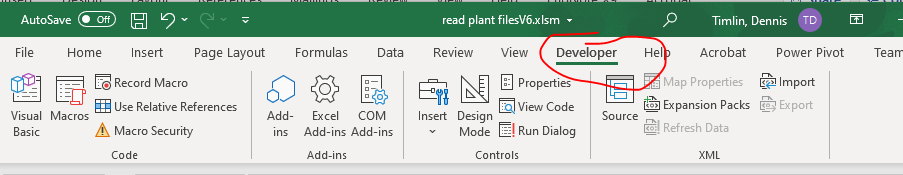 AutoSave Off read plant filesV6.xlsm Timlin, Dennis TD
File Home Insert Page Layout Formulas Data Review View Developer Help Acrobat Power Pivot Team
Visual Basic
Macros
Record Macro
Use Relative References
Macro Security
Code
Add-ins
Excel Add-ins
COM Add-ins
Add-ins
Insert
Design Mode
Properties
View Code
Run Dialog
Controls
Source
Map Properties
Expansion Packs
Refresh Data
Import
Export
XML